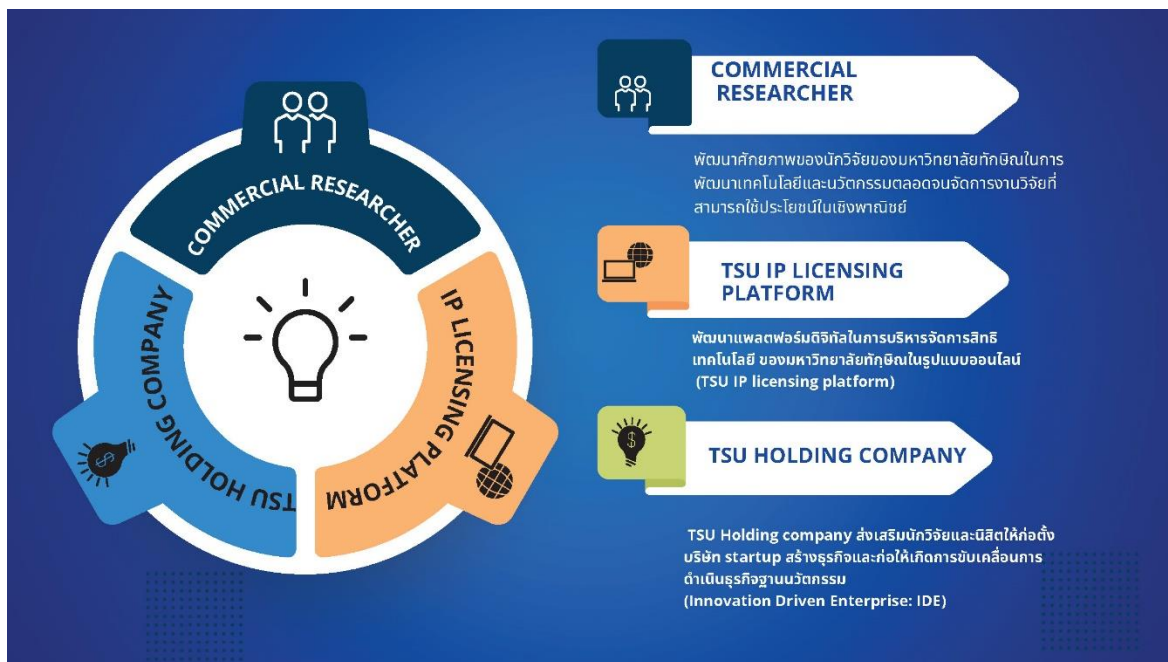 COMMERCIAL RESEARCHER
IP LICENSING PLATFORM
TSU HOLDING COMPANY
COMMERCIAL
RESEARCHER
พัฒนาศักยภาพของนักวิจัยของมหาวิทยาลัยทักษิณในการ
พัฒนาเทคโนโลยีและนวัตกรรมตลอดจนจัดการงานวิจัยที่
สามารถใช้ประโยชน์ในเชิงพาณิชย์
TSU IP LICENSING
PLATFORM
พัฒนาแพลตฟอร์มดิจิทัลในการบริหารจัดการสิทธิ
เทคโนโลยี ของมหาวิทยาลัยทักษิณในรูปแบบออนไลน์
(TSU IP licensing platform)
TSU HOLDING COMPANY
TSU Holding company ส่งเสริมนักวิจัยและนิสิตให้ก่อตั้ง
บริษัท startup สร้างธุรกิจและก่อให้เกิดการขับเคลื่อนการ
ดำเนินธุรกิจฐานนวัตกรรม
(Innovation Driven Enterprise: IDE)